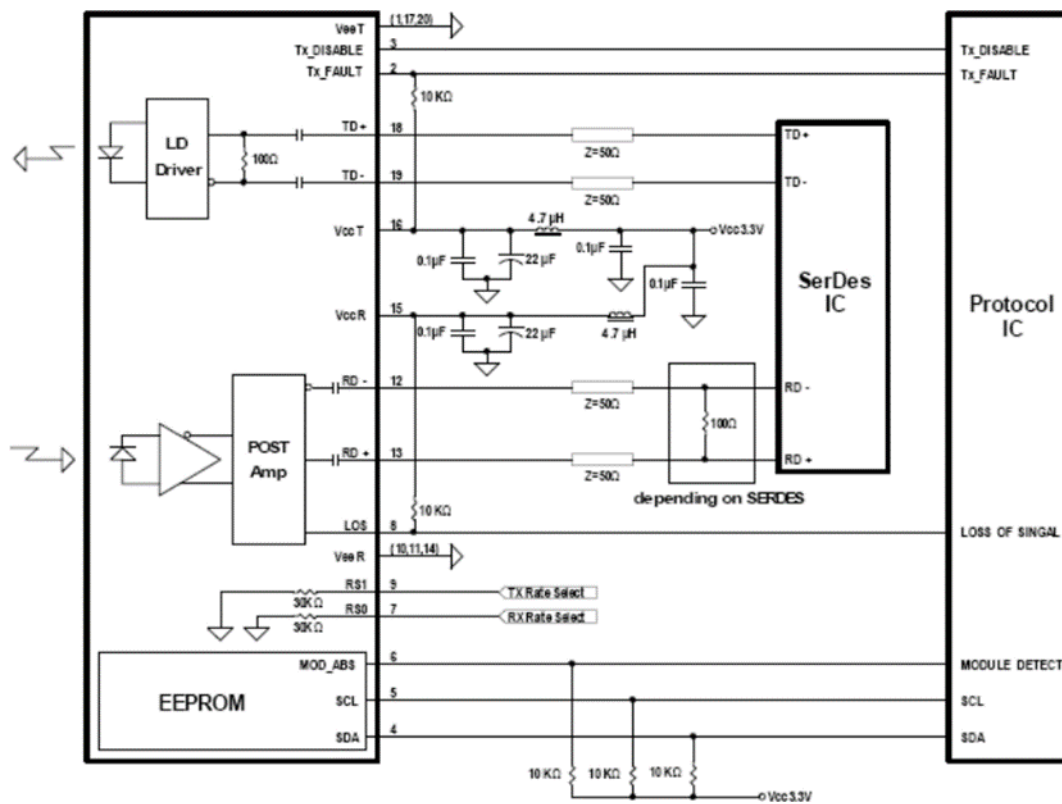 VeeT (1,17,20)
Tx_DISABLE 3 Tx_DISABLE
Tx_FAULT 2 Tx_FAULT
10 KΩ
LD
Driver
100Ω
TD+ 18 Z=50Ω TD+
TD- 19 Z=50Ω TD-
VccT 16 4.7 μH Vcc3.3V
0.1μF 22 μF 0.1μF
0.1μF
SerDes
IC
Protocol
IC
VccR 15
0.1μF 22 μF 4.7 μH
RD - 12 Z=50Ω RD -
100Ω
POST
Amp
RD + 13 Z=50Ω RD +
depending on SERDES
10 KΩ
LOS 8 LOSS OF SINGAL
VeeR (10,11,14)
RS1 9 TX Rate Select
30KΩ
RS0 7 RX Rate Select
30KΩ
MOD_ABS 6 MODULE DETECT
EEPROM
SCL 5 SCL
SDA 4 SDA
10 KΩ 10 KΩ 10 KΩ
Vcc3.3V